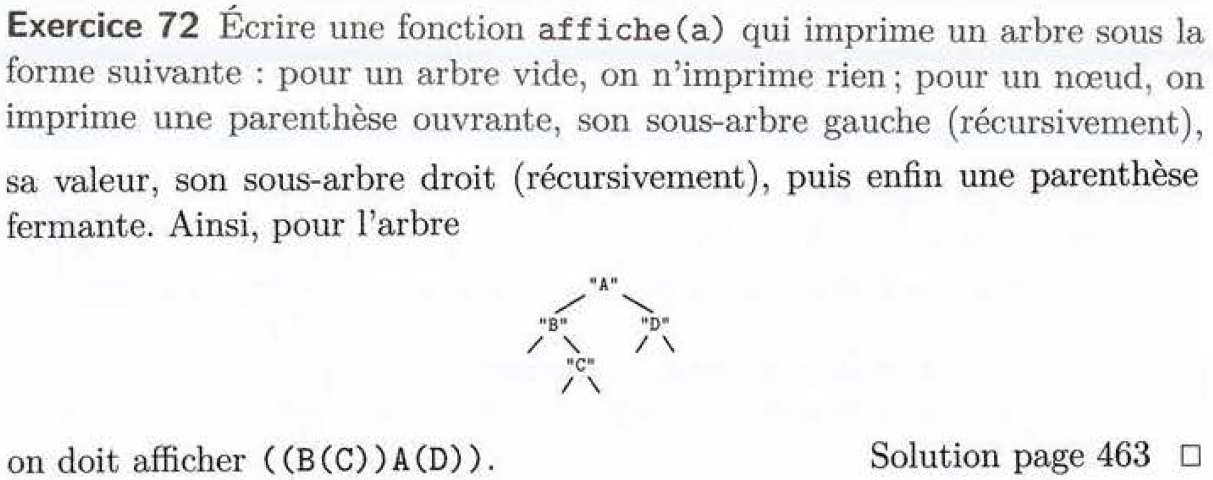 Exercice 72 Écrire une fonction affiche(a) qui imprime un arbre sous la
forme suivante : pour un arbre vide, on n'imprime rien ; pour un nœud, on
imprime une parenthèse ouvrante, son sous-arbre gauche (récursivement),
sa valeur, son sous-arbre droit (récursivement), puis enfin une parenthèse
fermante. Ainsi, pour l'arbre
"A"
"B" "D"
"C"
on doit afficher ((B(C))A(D)). Solution page 463 □